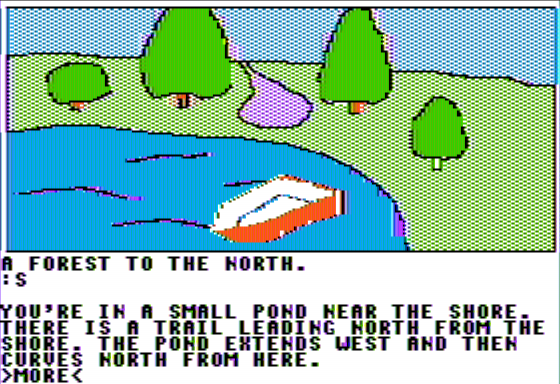 A FOREST TO THE NORTH.
:S
YOU'RE IN A SMALL POND NEAR THE SHORE.
THERE IS A TRAIL LEADING NORTH FROM THE
SHORE. THE POND EXTENDS WEST AND THEN
CURVES NORTH FROM HERE.
>MORE<